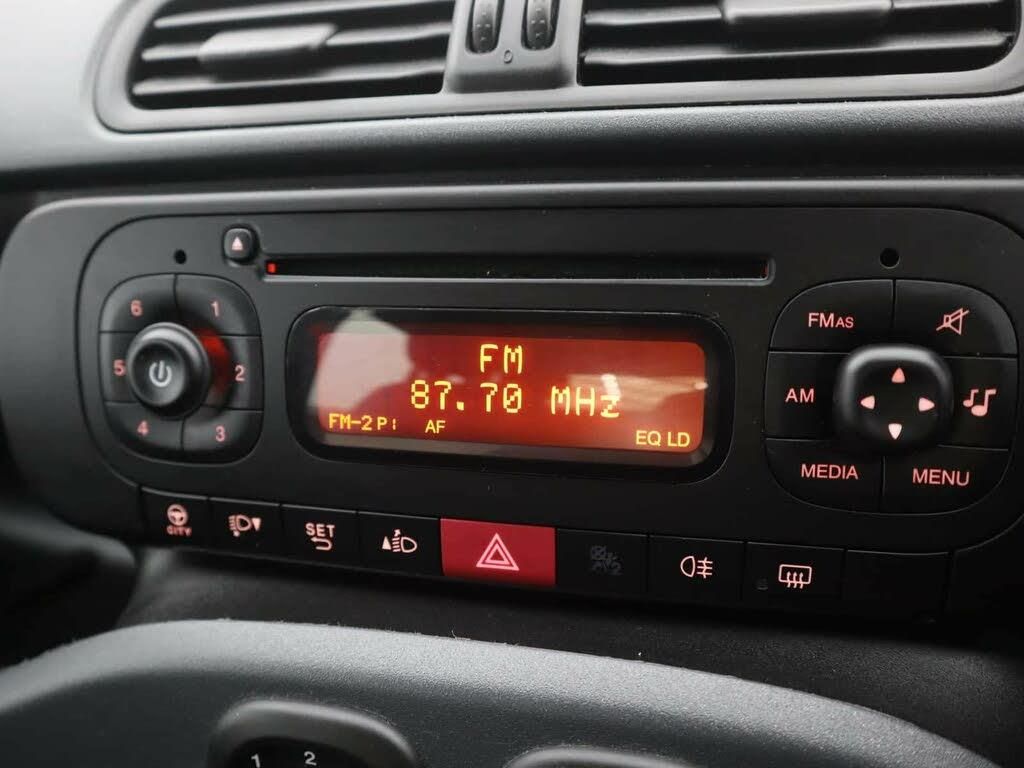 0
6
1
5
2
4
3
FM
87.70 MHz
FM-2
AF
EQ LD
FMAS
AM
MEDIA
MENU
CITY
SET
1
2